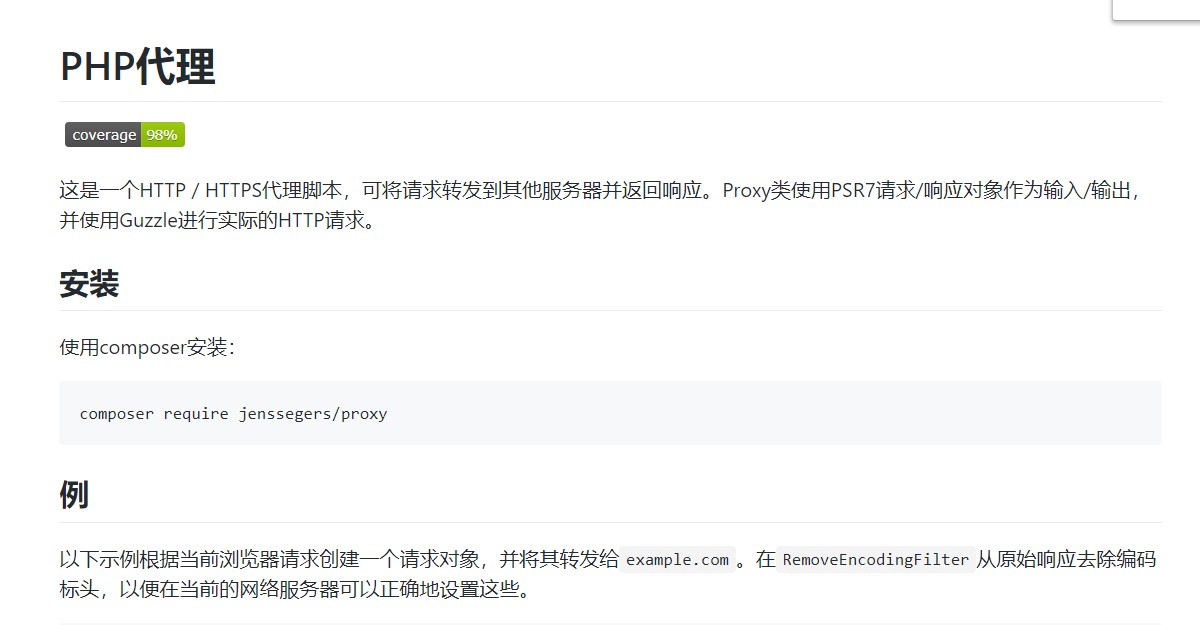 PHP代理
coverage 98%
这是一个HTTP / HTTPS代理脚本，可将请求转发到其他服务器并返回响应。Proxy类使用PSR7请求/响应对象作为输入/输出，
并使用Guzzle进行实际的HTTP请求。
安装
使用composer安装：
composer require jenssegers/proxy
例
以下示例根据当前浏览器请求创建一个请求对象，并将其转发给 example.com 。在 RemoveEncodingFilter 从原始响应去除编码
标头，以便在当前的网络服务器可以正确地设置这些。